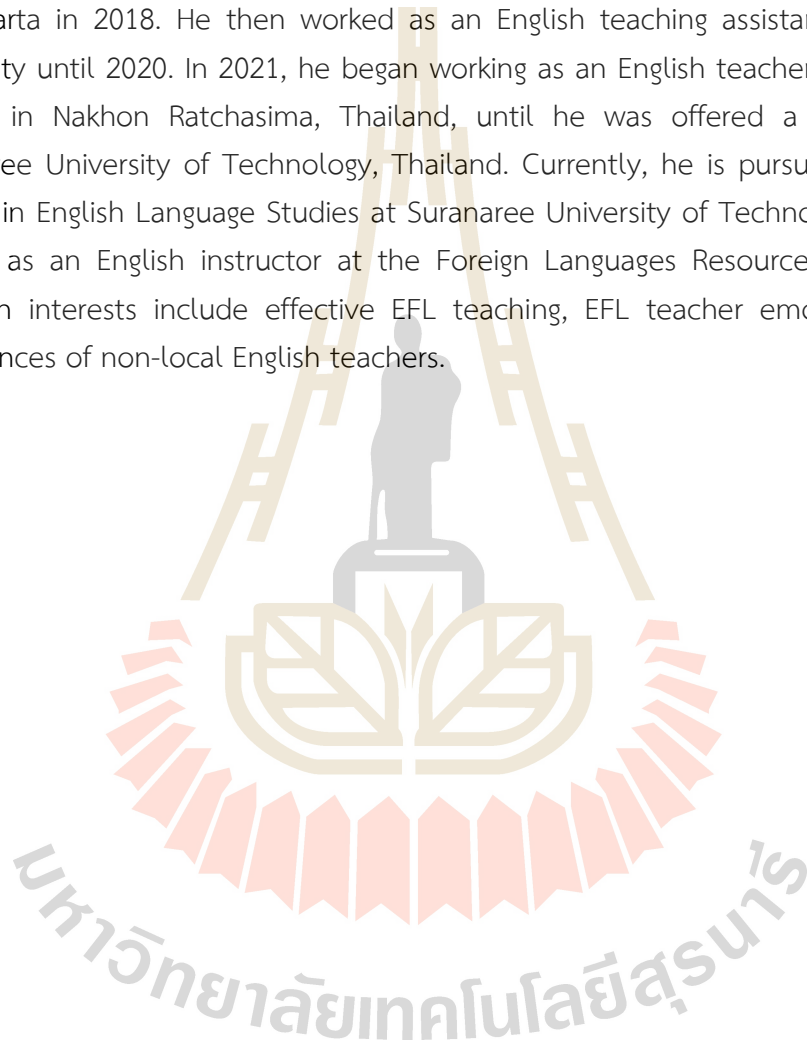 arta in 2018. He then worked as an English teaching assista
ty until 2020. In 2021, he began working as an English teacher
in Nakhon Ratchasima, Thailand, until he was offered a
ee University of Technology, Thailand. Currently, he is pursu
in English Language Studies at Suranaree University of Techno
as an English instructor at the Foreign Languages Resource
n interests include effective EFL teaching, EFL teacher emo
nces of non-local English teachers.
มหาวิทยาลัยเทคโนโลยีสุรนารี